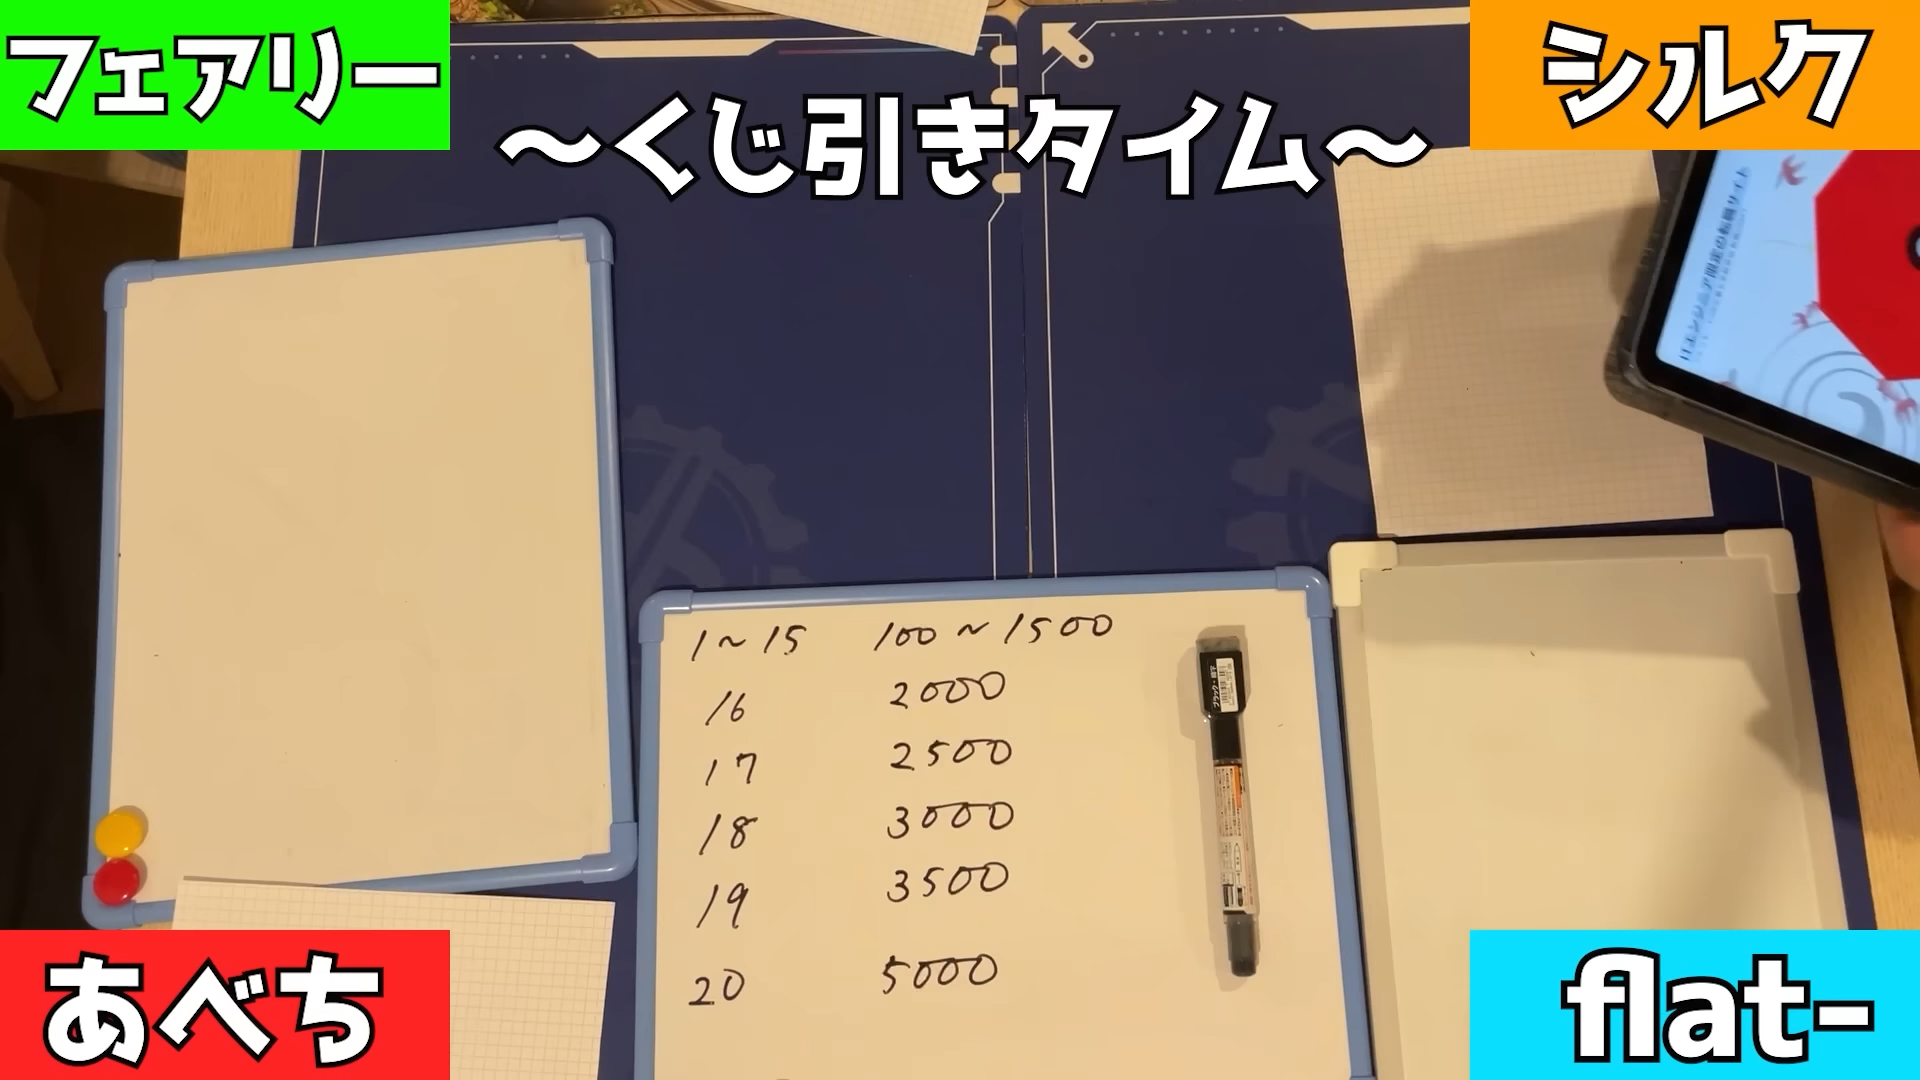 フェアリー
シルク
～くじ引きタイム～
1～15 100～1500
16 2000
17 2500
18 3000
19 3500
20 5000
あべち
flat-